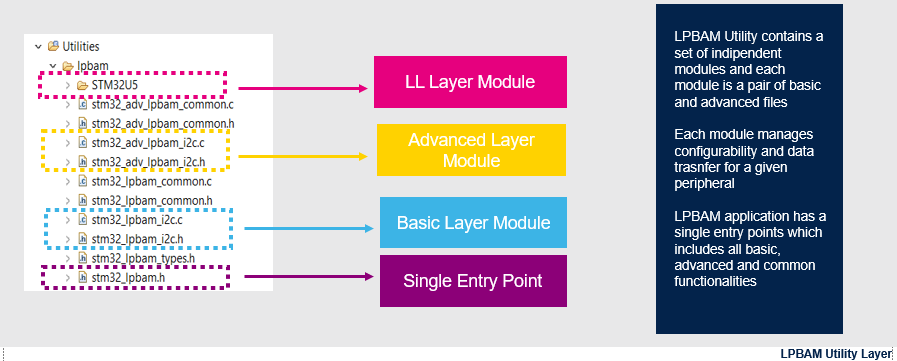 Utilities
lpbam
STM32U5
stm32_adv_lpbam_common.c
stm32_adv_lpbam_common.h
stm32_adv_lpbam_i2c.c
stm32_adv_lpbam_i2c.h
stm32_lpbam_common.c
stm32_lpbam_common.h
stm32_lpbam_i2c.c
stm32_lpbam_i2c.h
stm32_lpbam_types.h
stm32_lpbam.h
LL Layer Module
Advanced Layer
Module
Basic Layer Module
Single Entry Point
LPBAM Utility contains a
set of indipendent
modules and each
module is a pair of basic
and advanced files
Each module manages
configurability and data
trasnfer for a given
peripheral
LPBAM application has a
single entry points which
includes all basic,
advanced and common
functionalities
LPBAM Utility Layer